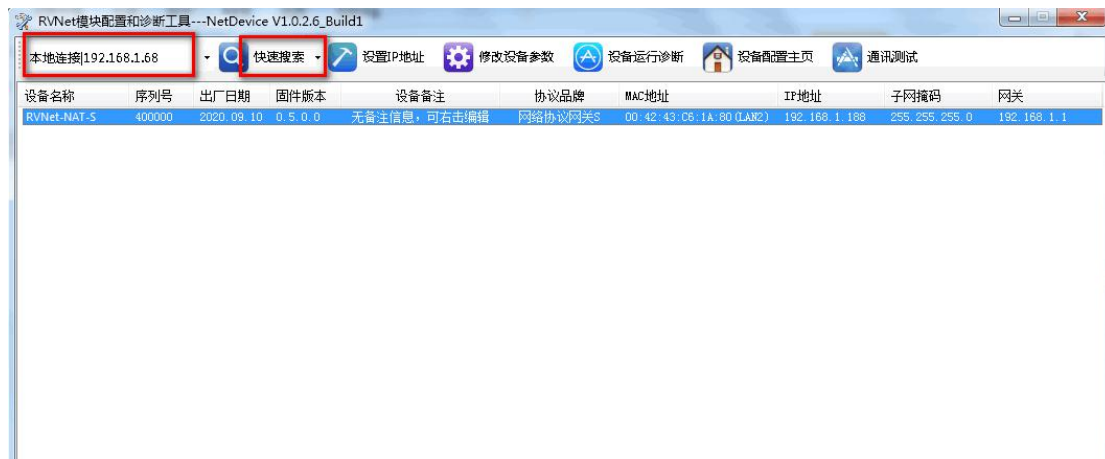 RVNet模块配置和诊断工具---NetDevice V1.0.2.6_Build1
本地连接|192.168.1.68 快速搜索 设置IP地址 修改设备参数 设备运行诊断 设备配置主页 通讯测试
设备名称 序列号 出厂日期 固件版本 设备备注 协议品牌 MAC地址 IP地址 子网掩码 网关
RVNet-NAT-S 400000 2020.09.10 0.5.0.0 无备注信息，可右击编辑 网络协议网关S 00:42:43:C6:1A:80(LAN2) 192.168.1.188 255.255.255.0 192.168.1.1